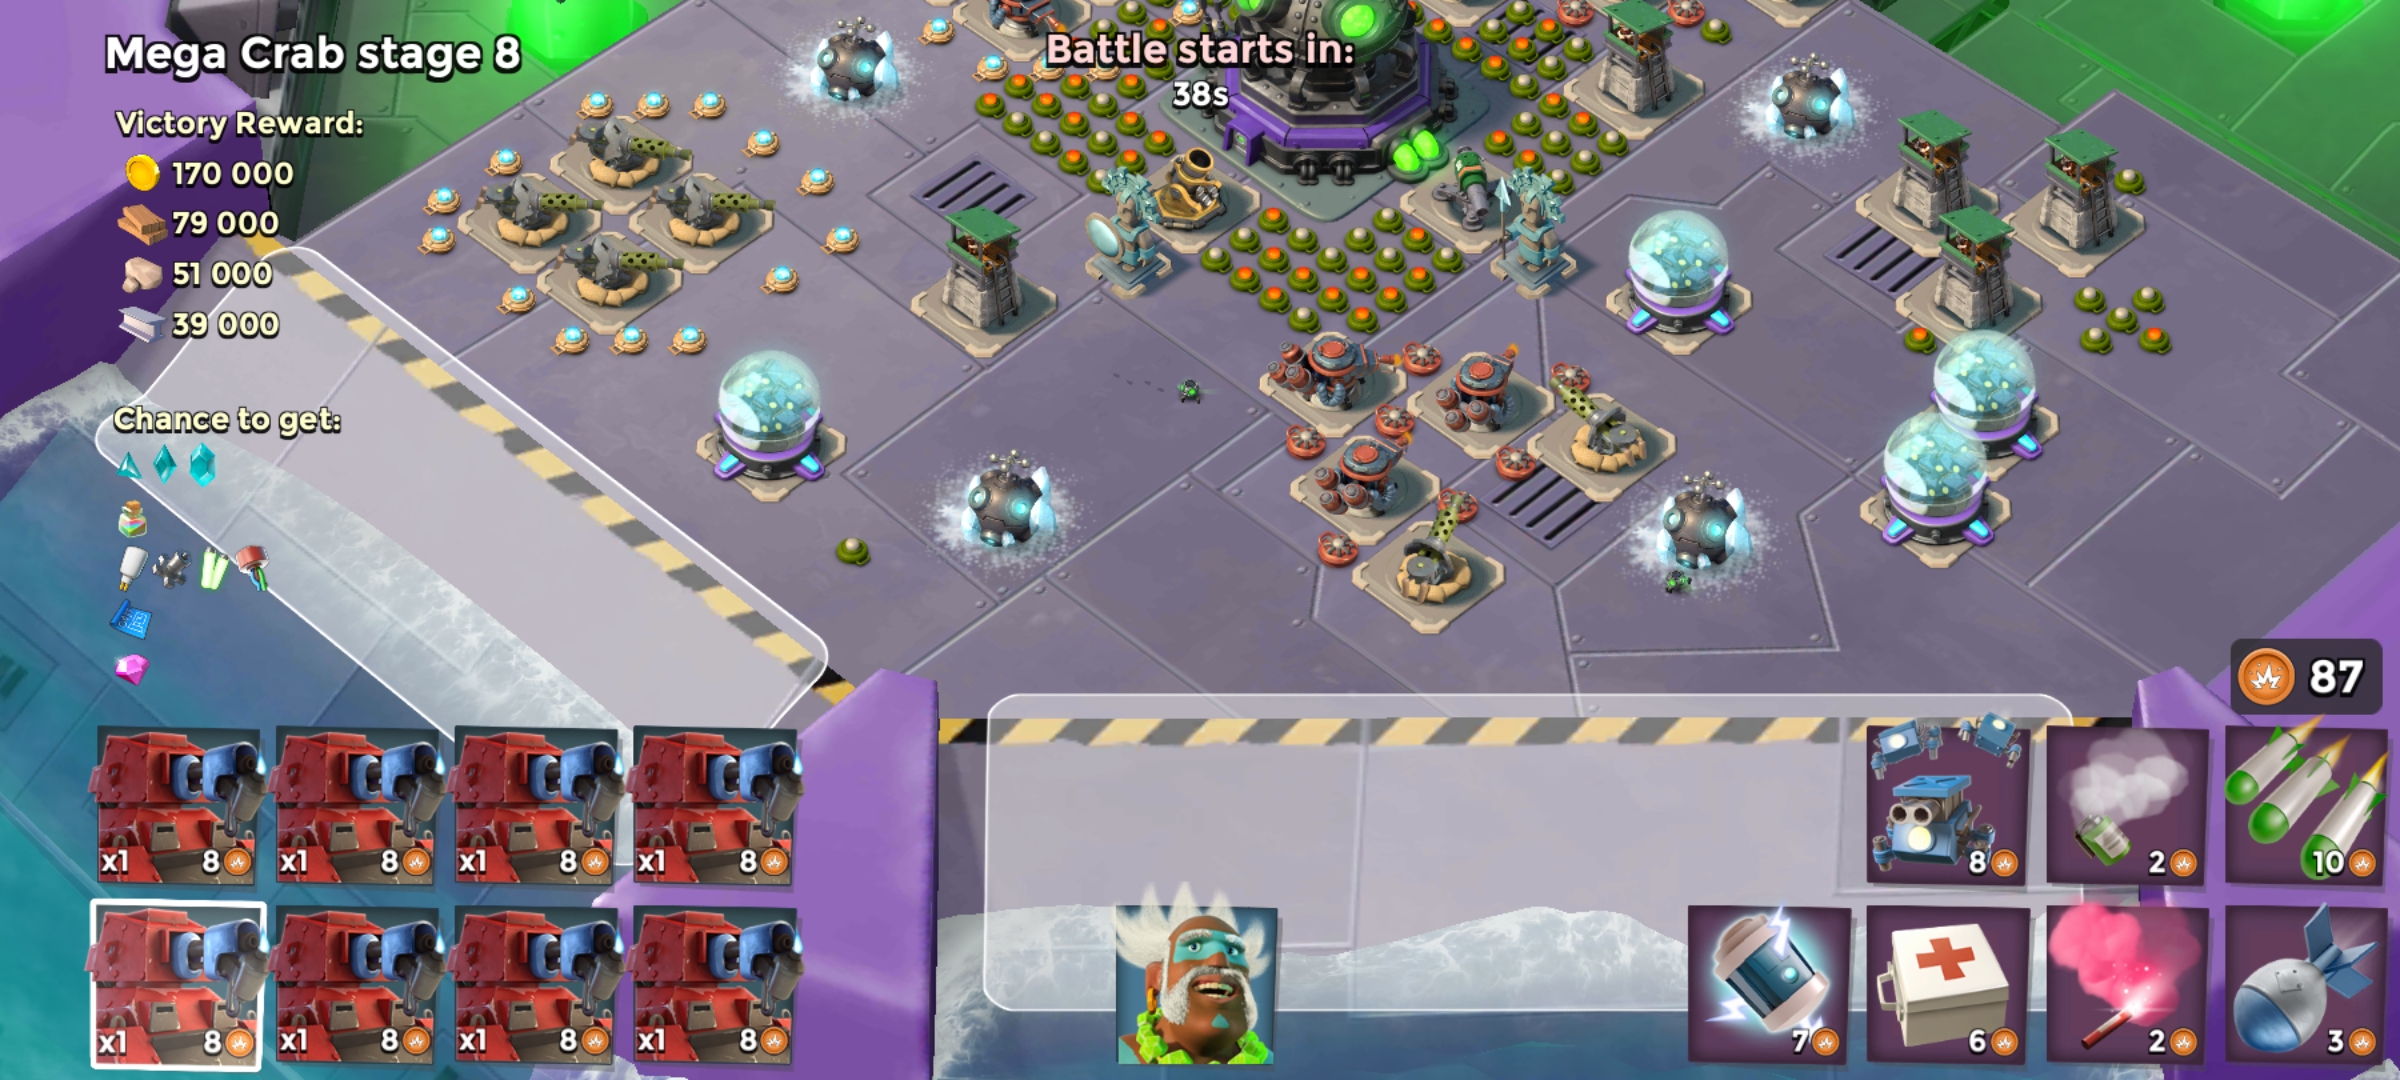 Mega Crab stage 8
Battle starts in:
38s
Victory Reward:
170 000
79 000
51 000
39 000
Chance to get:
87
x1 8
x1 8
x1 8
x1 8
8
2
10
x1 8
x1 8
x1 8
x1 8
7
6
2
3